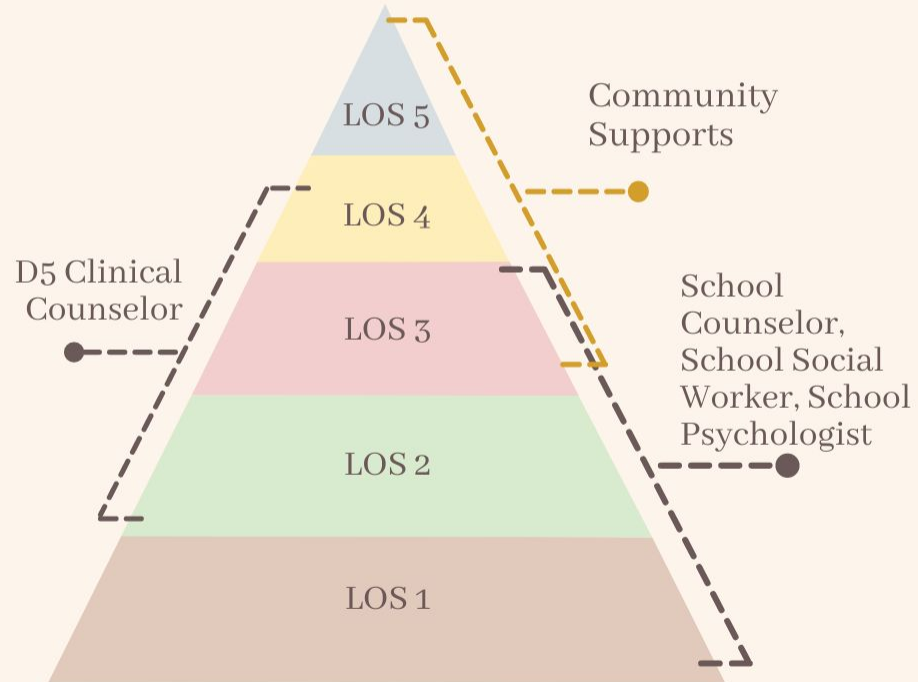 LOS 5
Community
Supports
LOS 4
D5 Clinical
Counselor
LOS 3
School
Counselor,
School Social
Worker, School
Psychologist
LOS 2
LOS 1